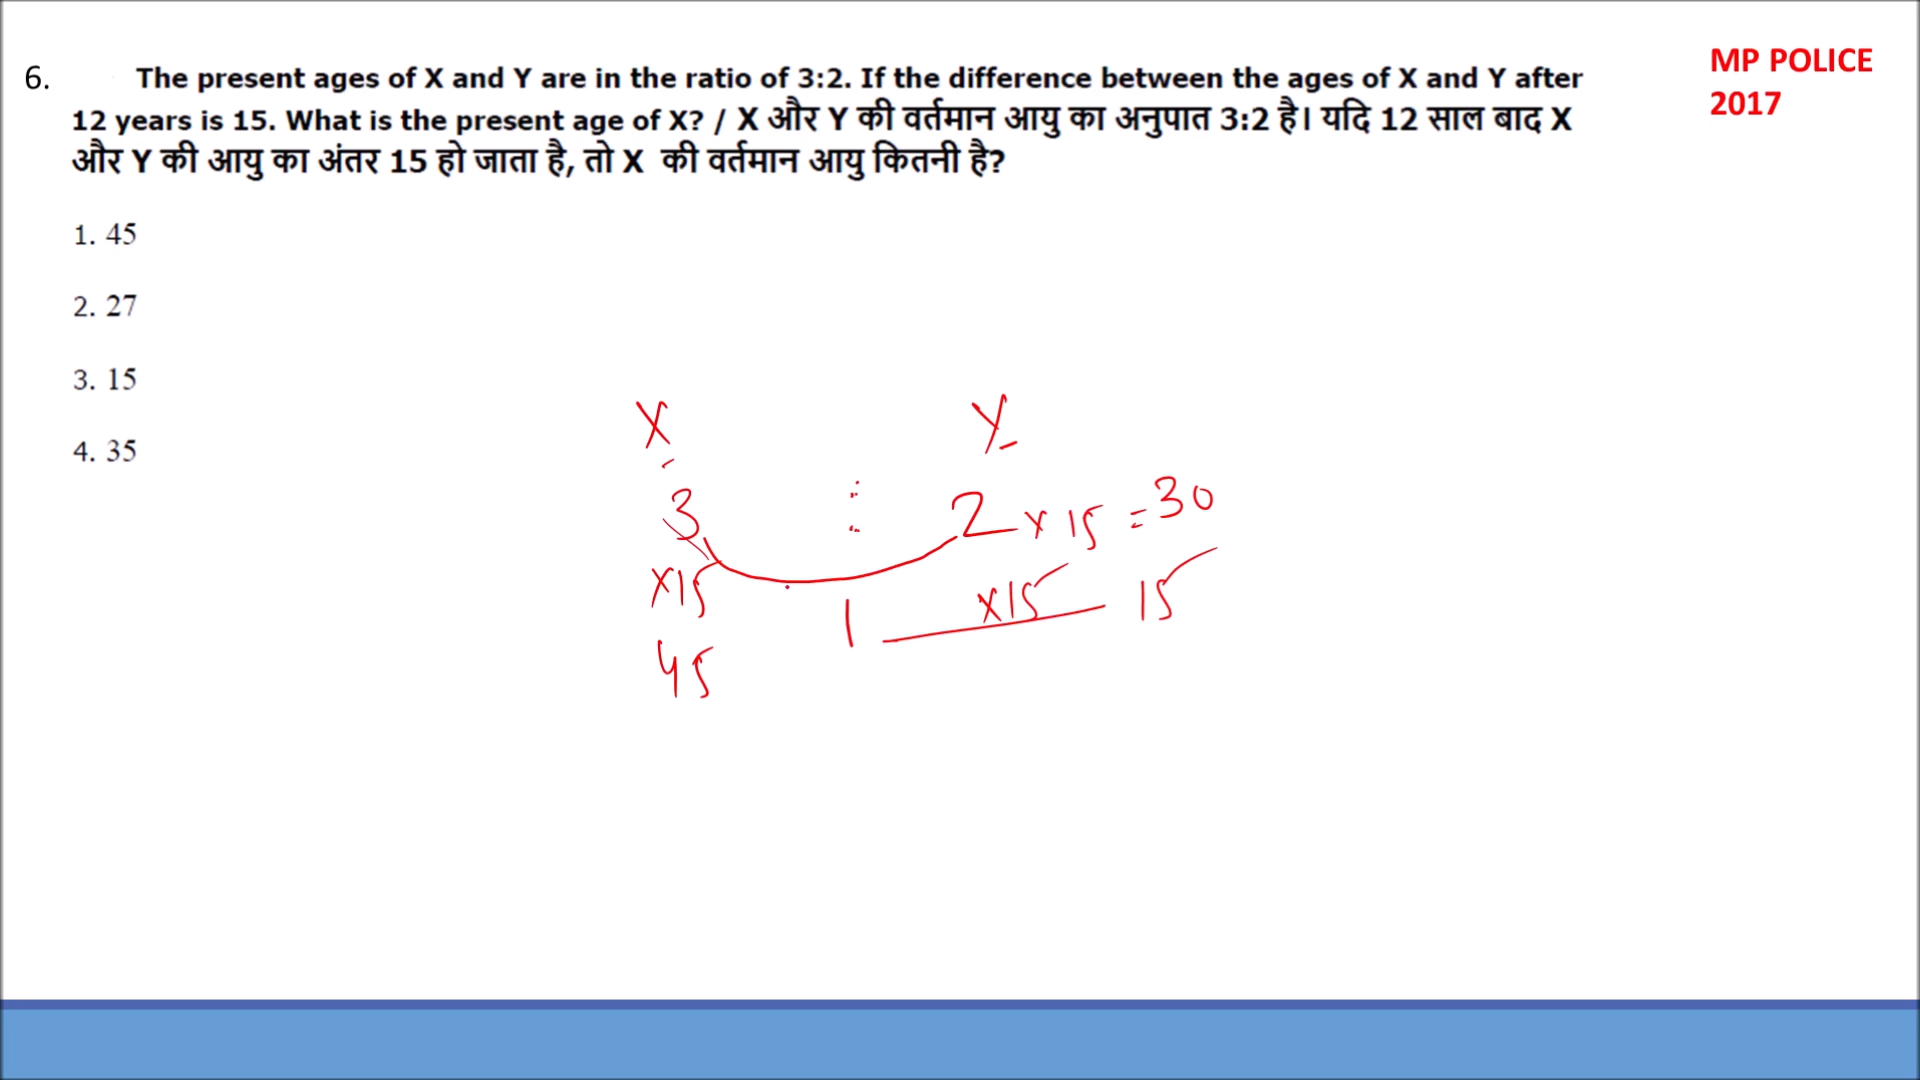 MP POLICE
2017
6. The present ages of X and Y are in the ratio of 3:2. If the difference between the ages of X and Y after
12 years is 15. What is the present age of X? / X और Y की वर्तमान आयु का अनुपात 3:2 है। यदि 12 साल बाद X
और Y की आयु का अंतर 15 हो जाता है, तो X की वर्तमान आयु कितनी है?
1. 45
2. 27
3. 15
4. 35
X Y
3 : 2 x 15 = 30
x15 x15 15
1
45